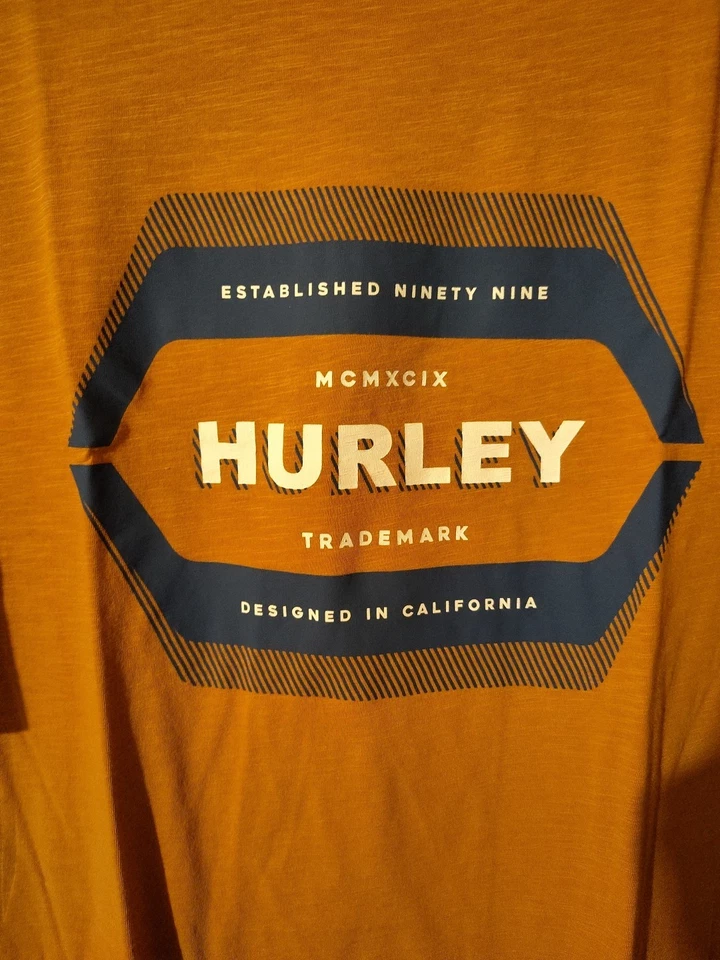 ESTABLISHED NINETY NINE
MCMXCIX
HURLEY
TRADEMARK
DESIGNED IN CALIFORNIA